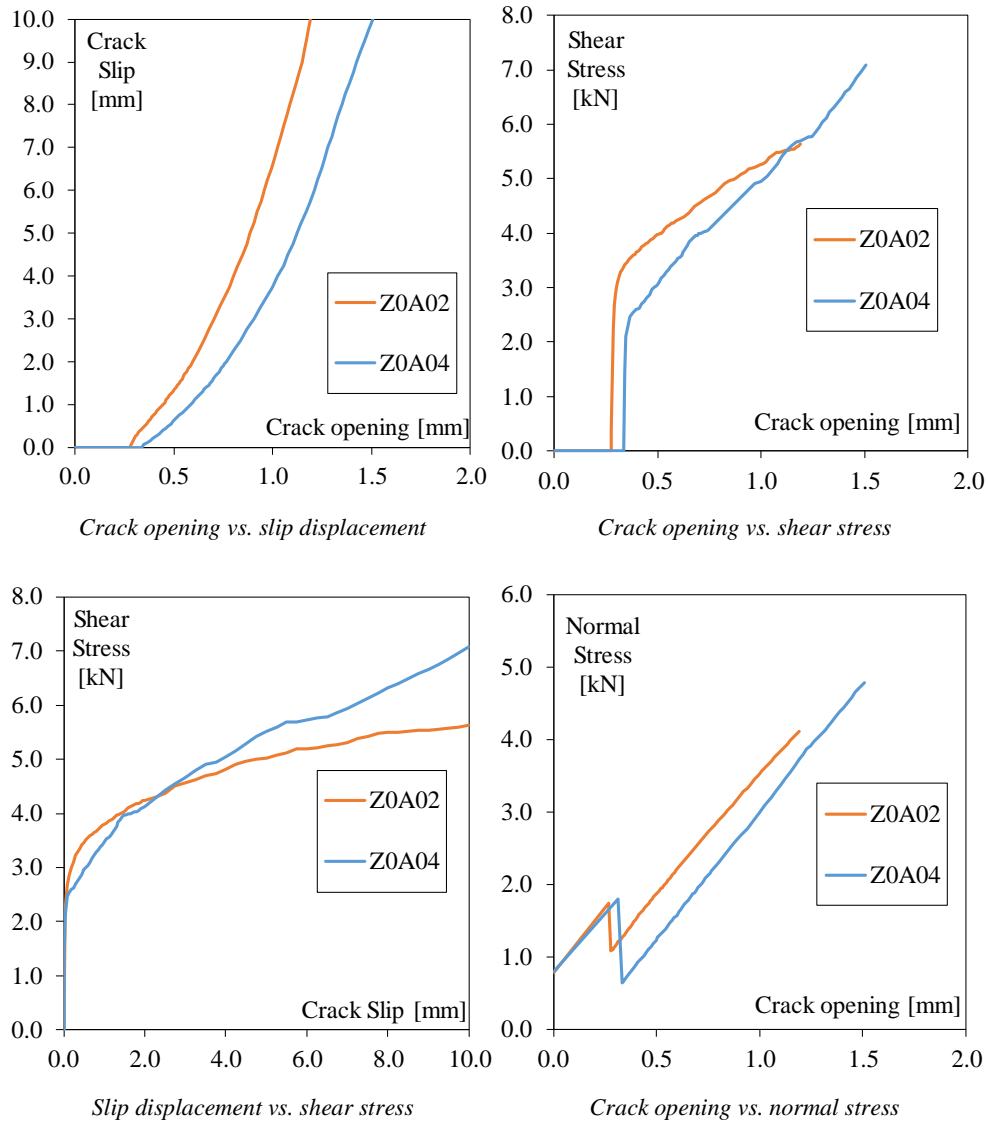 10.0
9.0
8.0
7.0
6.0
5.0
4.0
3.0
2.0
1.0
0.0
Crack
Slip
[mm]
Z0A02
Z0A04
Crack opening [mm]
0.0 0.5 1.0 1.5 2.0
Crack opening vs. slip displacement
8.0
7.0
6.0
5.0
4.0
3.0
2.0
1.0
0.0
Shear
Stress
[kN]
Z0A02
Z0A04
Crack opening [mm]
0.0 0.5 1.0 1.5 2.0
Crack opening vs. shear stress
8.0
7.0
6.0
5.0
4.0
3.0
2.0
1.0
0.0
Shear
Stress
[kN]
Z0A02
Z0A04
Crack Slip [mm]
0.0 2.0 4.0 6.0 8.0 10.0
Slip displacement vs. shear stress
6.0
5.0
4.0
3.0
2.0
1.0
0.0
Normal
Stress
[kN]
Z0A02
Z0A04
Crack opening [mm]
0.0 0.5 1.0 1.5 2.0
Crack opening vs. normal stress